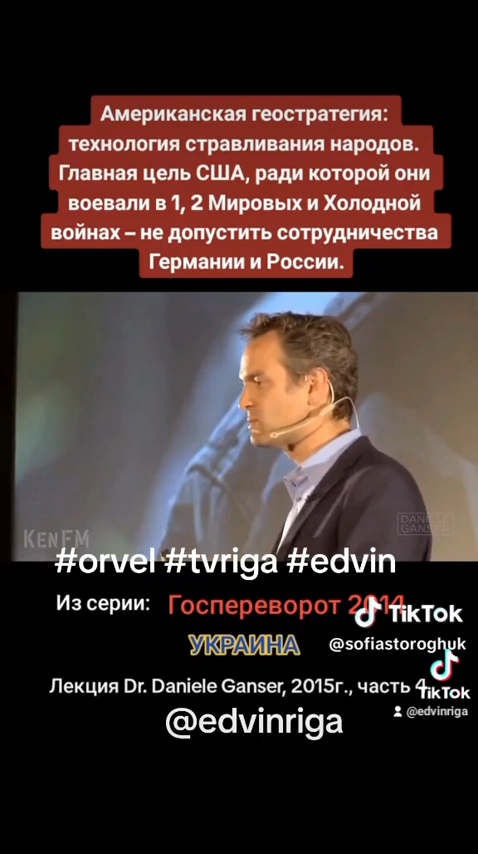 Американская геостратегия:
технология стравливания народов.
Главная цель США, ради которой они
воевали в 1, 2 Мировых и Холодной
войнах – не допустить сотрудничества
Германии и России.
DANIELE
GANSER
KENFM
#orvel #tvriga #edvin
Из серии: Госпереворот 2014
TikTok
УКРАИНА
@sofiastoroghuk
Лекция Dr. Daniele Ganser, 2015г., часть 4
TikTok
@edvinriga
@edvinriga